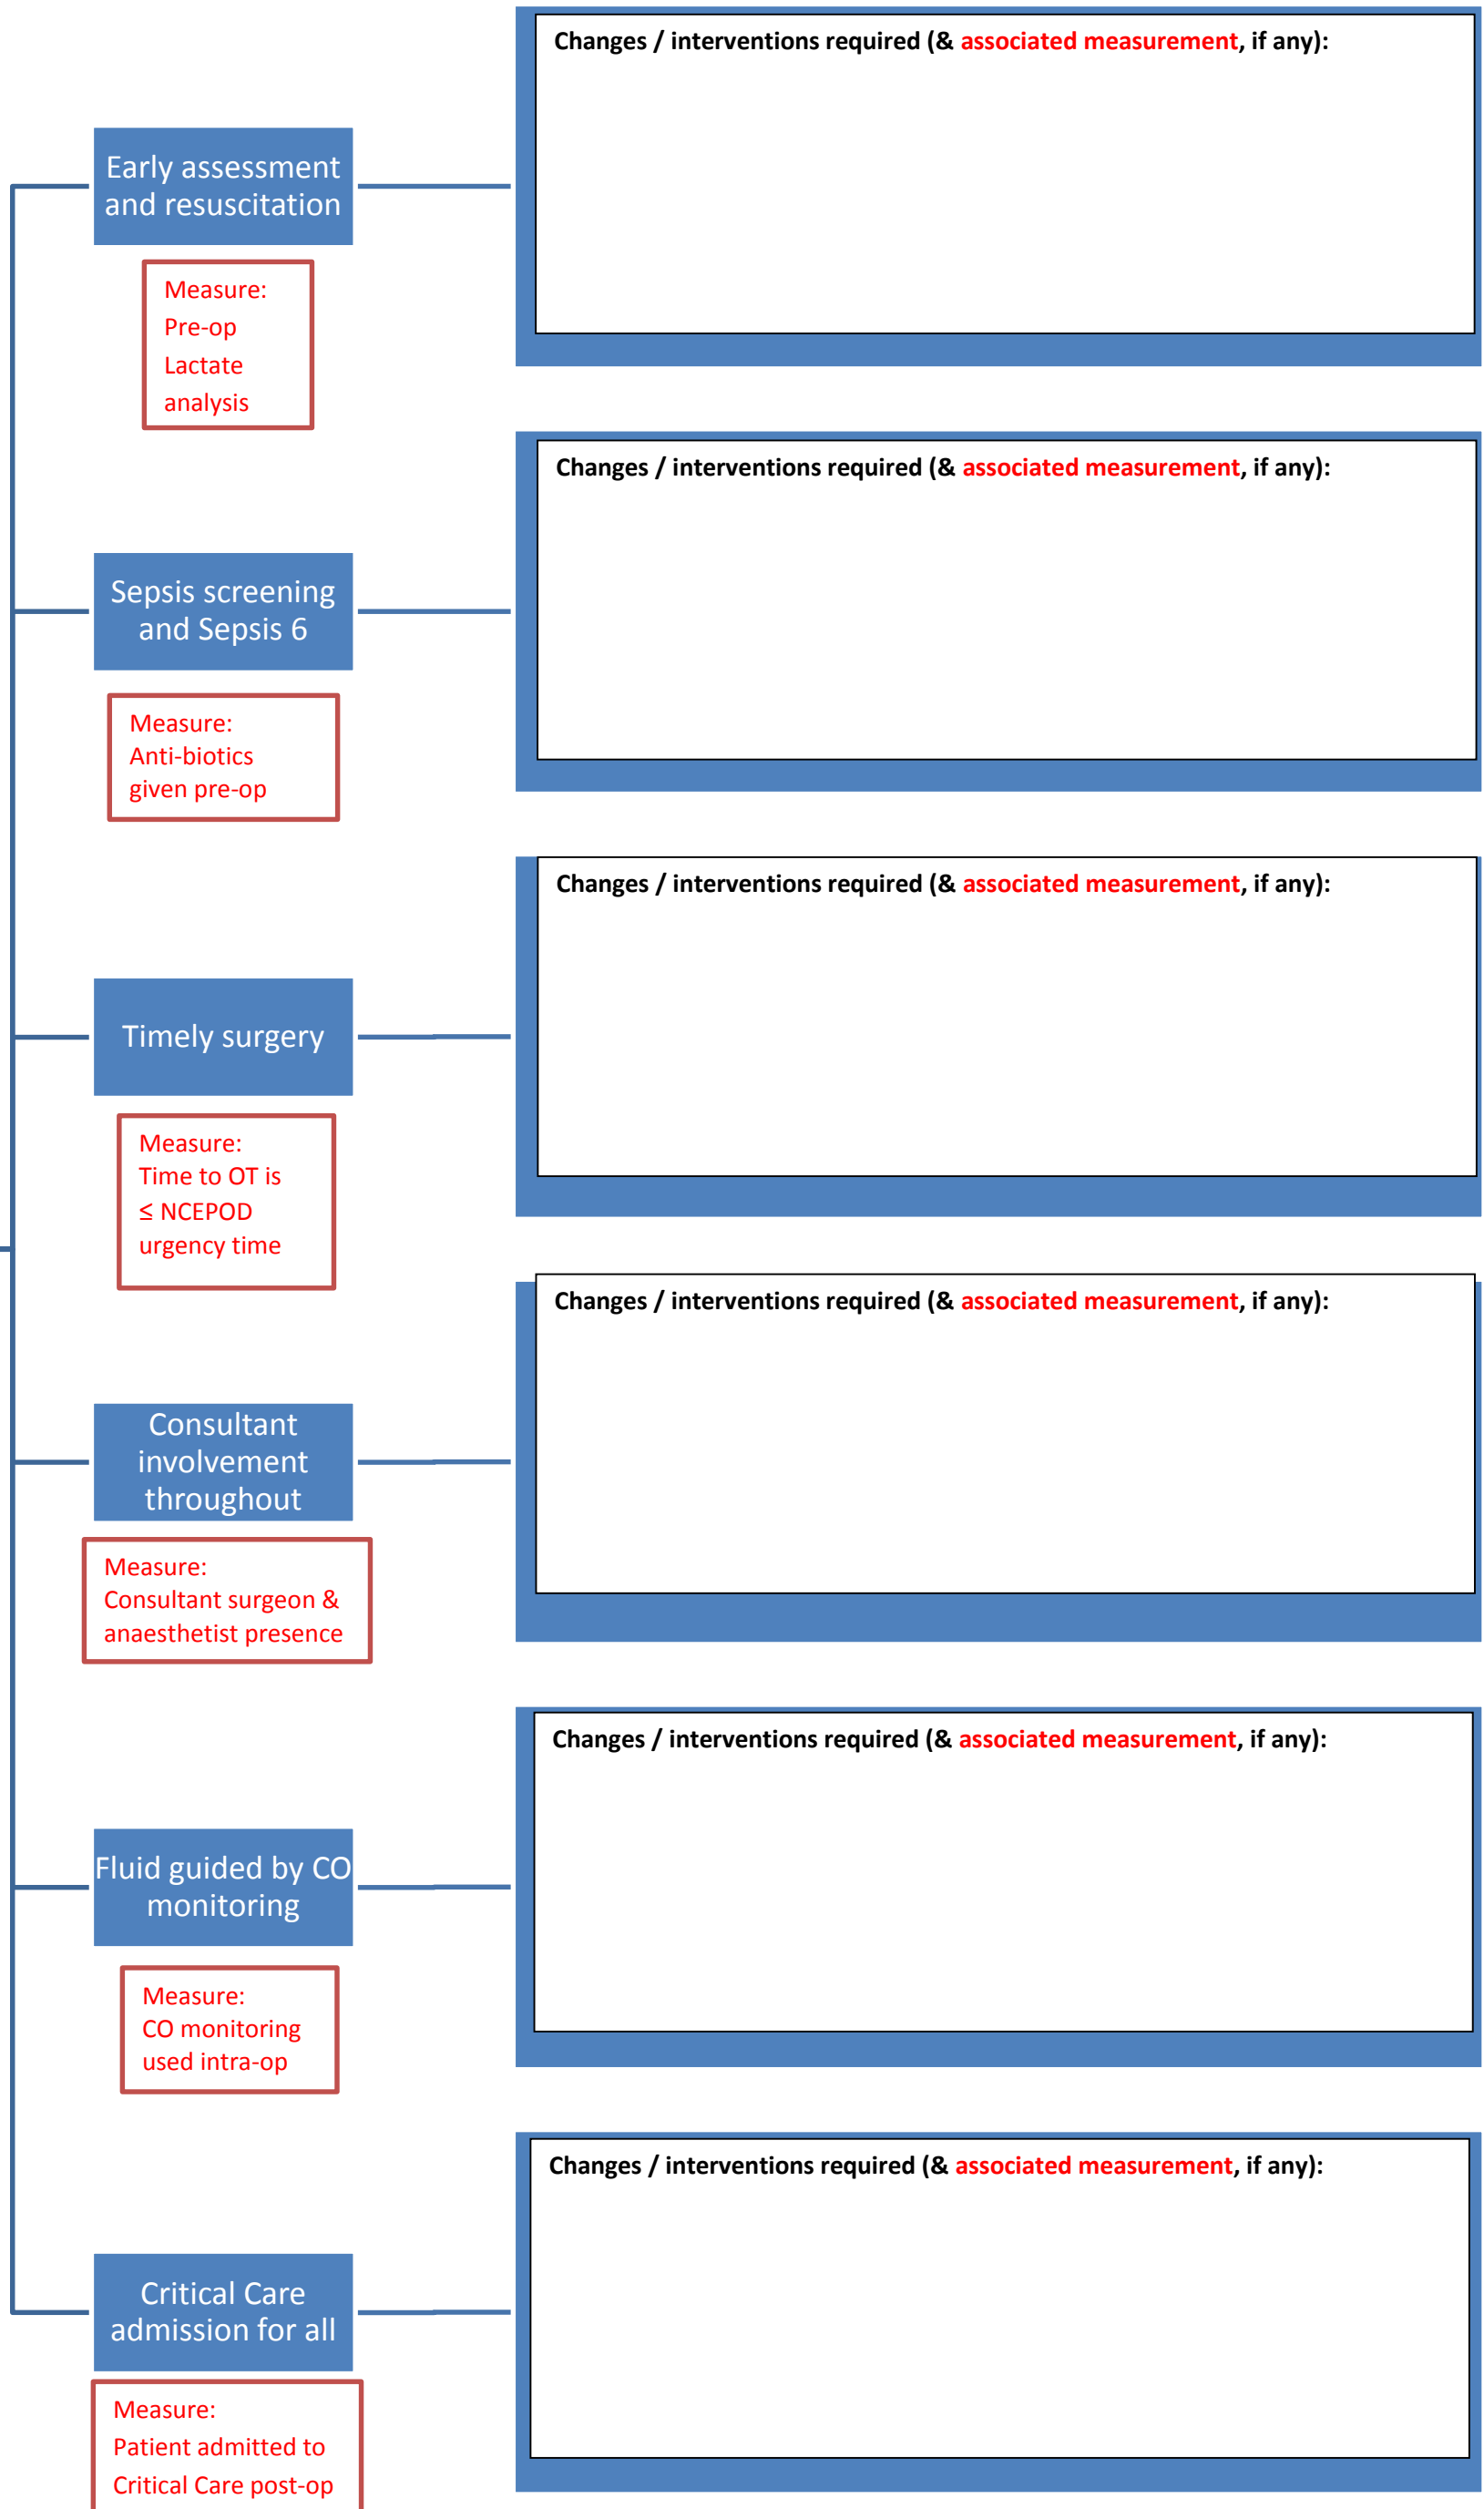 Changes / interventions required (& associated measurement, if any):
Early assessment
and resuscitation
Measure:
Pre-op
Lactate
analysis
Changes / interventions required (& associated measurement, if any):
Sepsis screening
and Sepsis 6
Measure:
Anti-biotics
given pre-op
Changes / interventions required (& associated measurement, if any):
Timely surgery
Measure:
Time to OT is
≤ NCEPOD
urgency time
Changes / interventions required (& associated measurement, if any):
Consultant
involvement
throughout
Measure:
Consultant surgeon &
anaesthetist presence
Changes / interventions required (& associated measurement, if any):
Fluid guided by CO
monitoring
Measure:
CO monitoring
used intra-op
Changes / interventions required (& associated measurement, if any):
Critical Care
admission for all
Measure:
Patient admitted to
Critical Care post-op